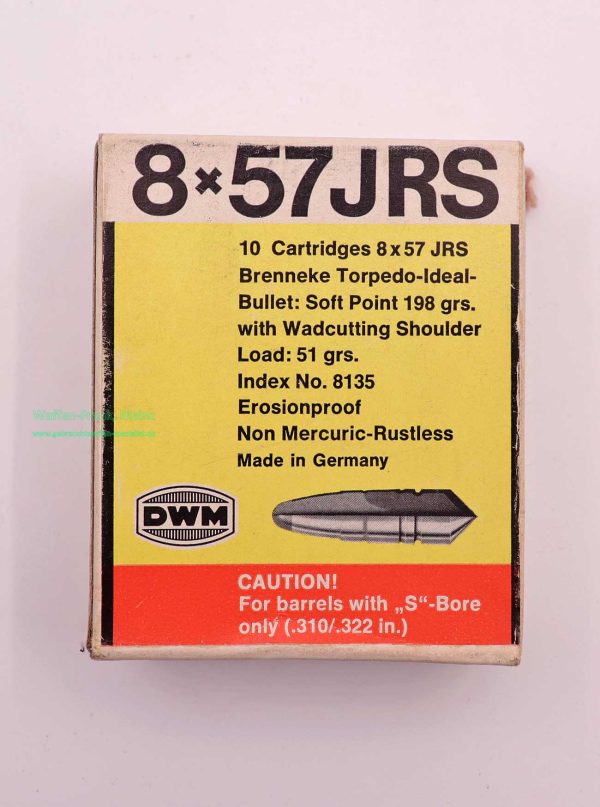 8×57JRS
10 Cartridges 8x57 JRS
Brenneke Torpedo-Ideal-
Bullet: Soft Point 198 grs.
with Wadcutting Shoulder
Load: 51 grs.
Index No. 8135
Erosionproof
Non Mercuric-Rustless
Made in Germany
DWM
CAUTION!
For barrels with „S“-Bore
only (.310/.322 in.)